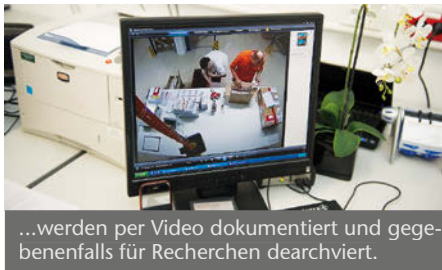 ...werden per Video dokumentiert und gege-
benenfalls für Recherchen dearchviert.